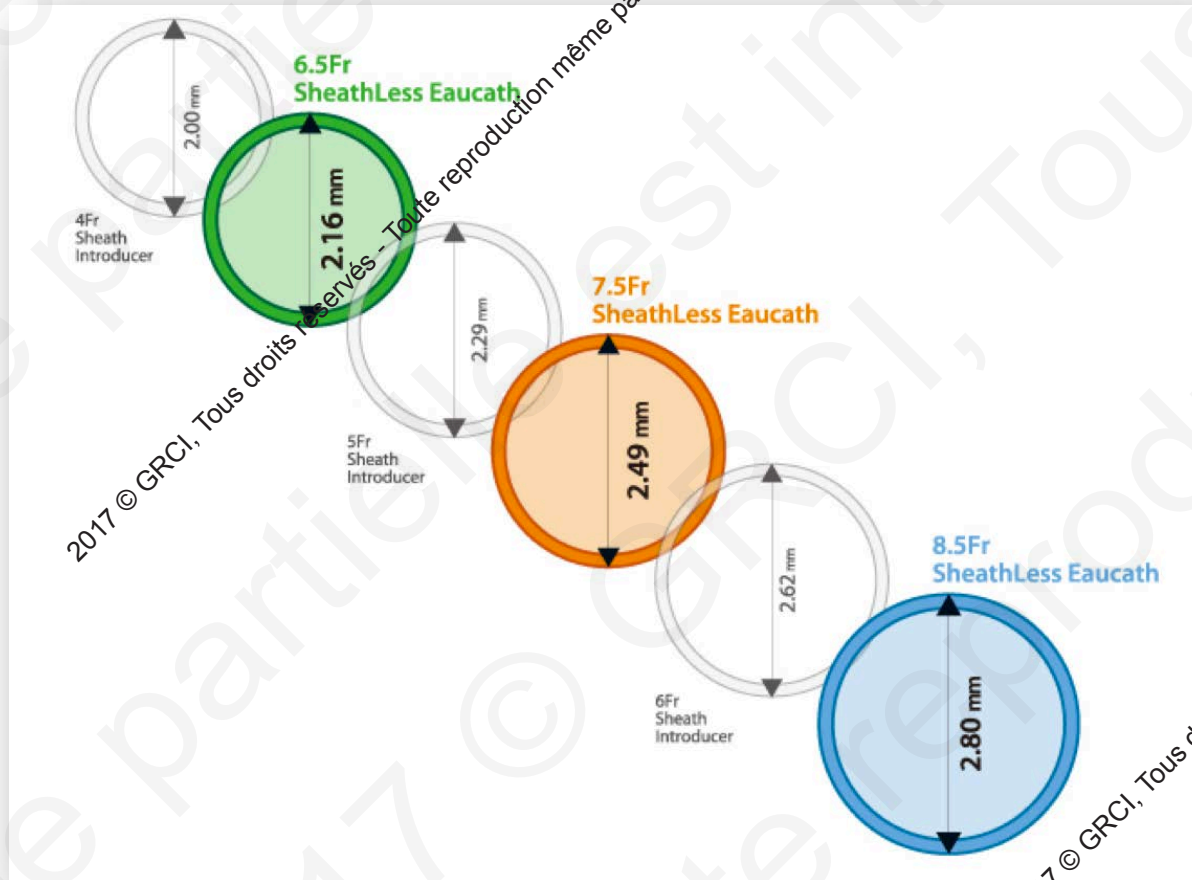 2.00 mm
4Fr
Sheath
Introducer
6.5Fr
SheathLess Eaucath
2.16 mm
2.29 mm
5Fr
Sheath
Introducer
7.5Fr
SheathLess Eaucath
2.49 mm
2.62 mm
6Fr
Sheath
Introducer
8.5Fr
SheathLess Eaucath
2.80 mm
2017 © GRCI, Tous droits réservés - Toute reproduction même
© GRCI, Tous